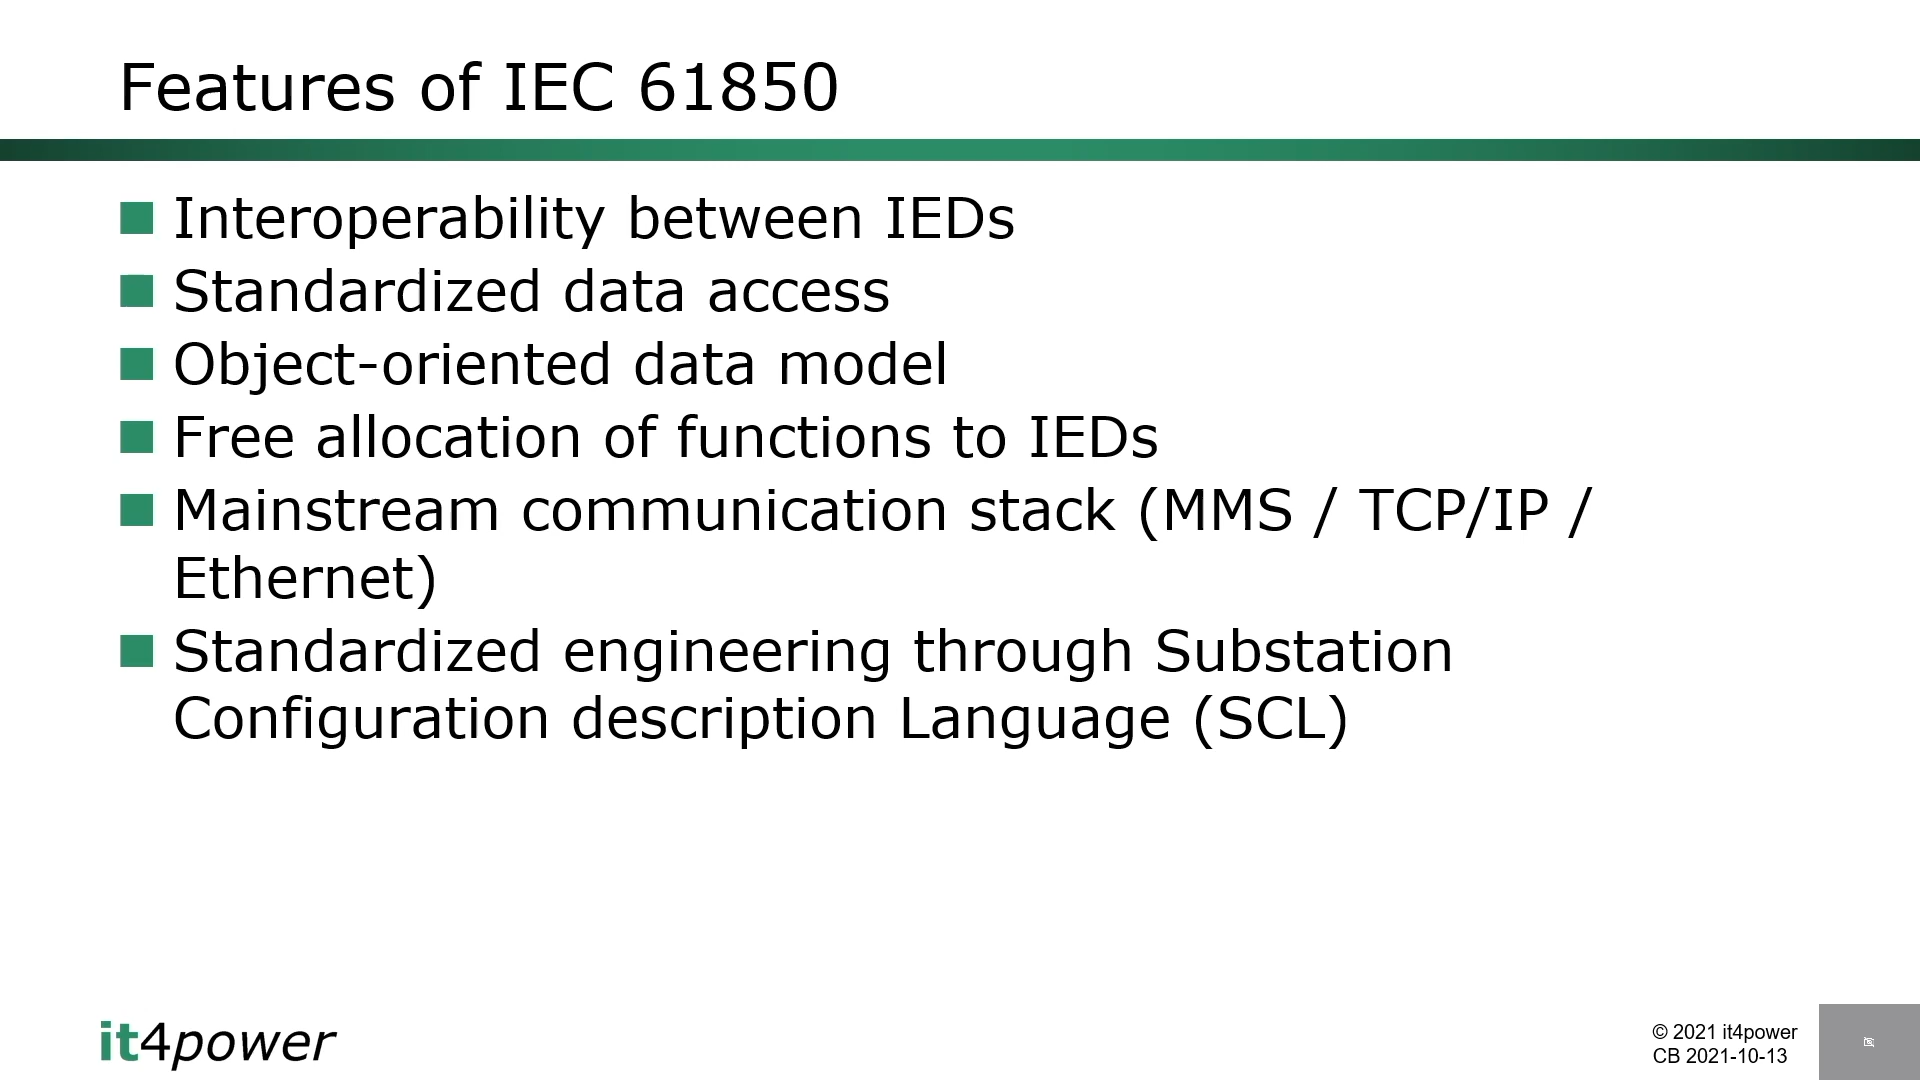 Features of IEC 61850
Interoperability between IEDs
Standardized data access
Object-oriented data model
Free allocation of functions to IEDs
Mainstream communication stack (MMS / TCP/IP /
Ethernet)
Standardized engineering through Substation
Configuration description Language (SCL)
it4power
© 2021 it4power
CB 2021-10-13